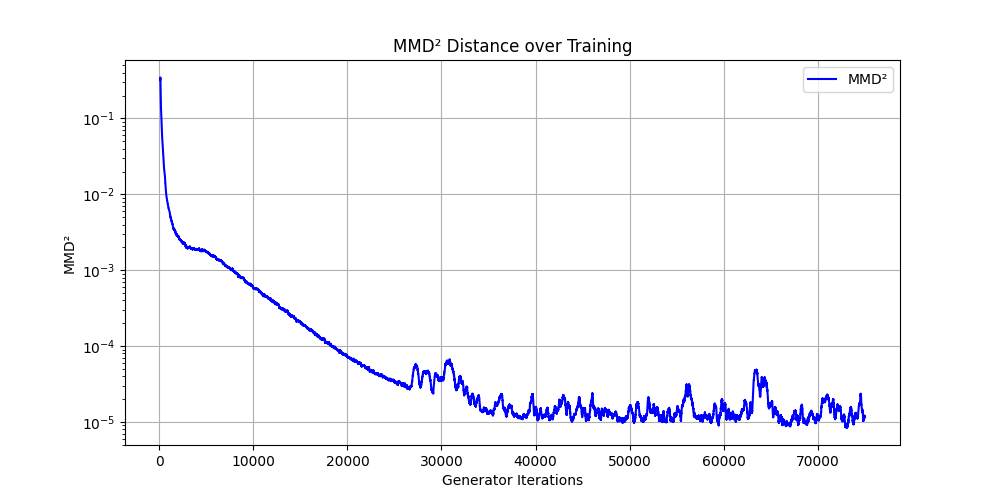 MMD² Distance over Training
MMD²
MMD²
10⁻¹
10⁻²
10⁻³
10⁻⁴
10⁻⁵
0 10000 20000 30000 40000 50000 60000 70000
Generator Iterations